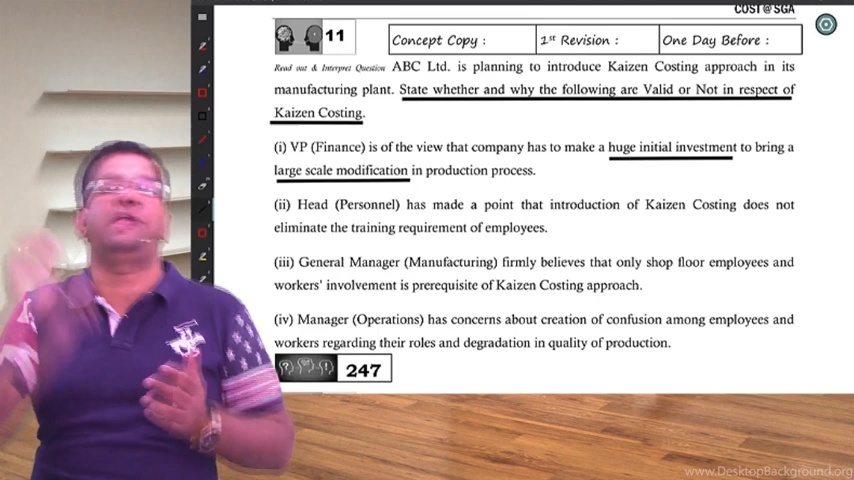 COST@SGA
11
Concept Copy :
1st Revision :
One Day Before :
Read out & Interpret Question ABC Ltd. is planning to introduce Kaizen Costing approach in its
manufacturing plant. State whether and why the following are Valid or Not in respect of
Kaizen Costing.
(i) VP (Finance) is of the view that company has to make a huge initial investment to bring a
large scale modification in production process.
(ii) Head (Personnel) has made a point that introduction of Kaizen Costing does not
eliminate the training requirement of employees.
(iii) General Manager (Manufacturing) firmly believes that only shop floor employees and
workers' involvement is prerequisite of Kaizen Costing approach.
(iv) Manager (Operations) has concerns about creation of confusion among employees and
workers regarding their roles and degradation in quality of production.
247
www.DesktopBackground.org